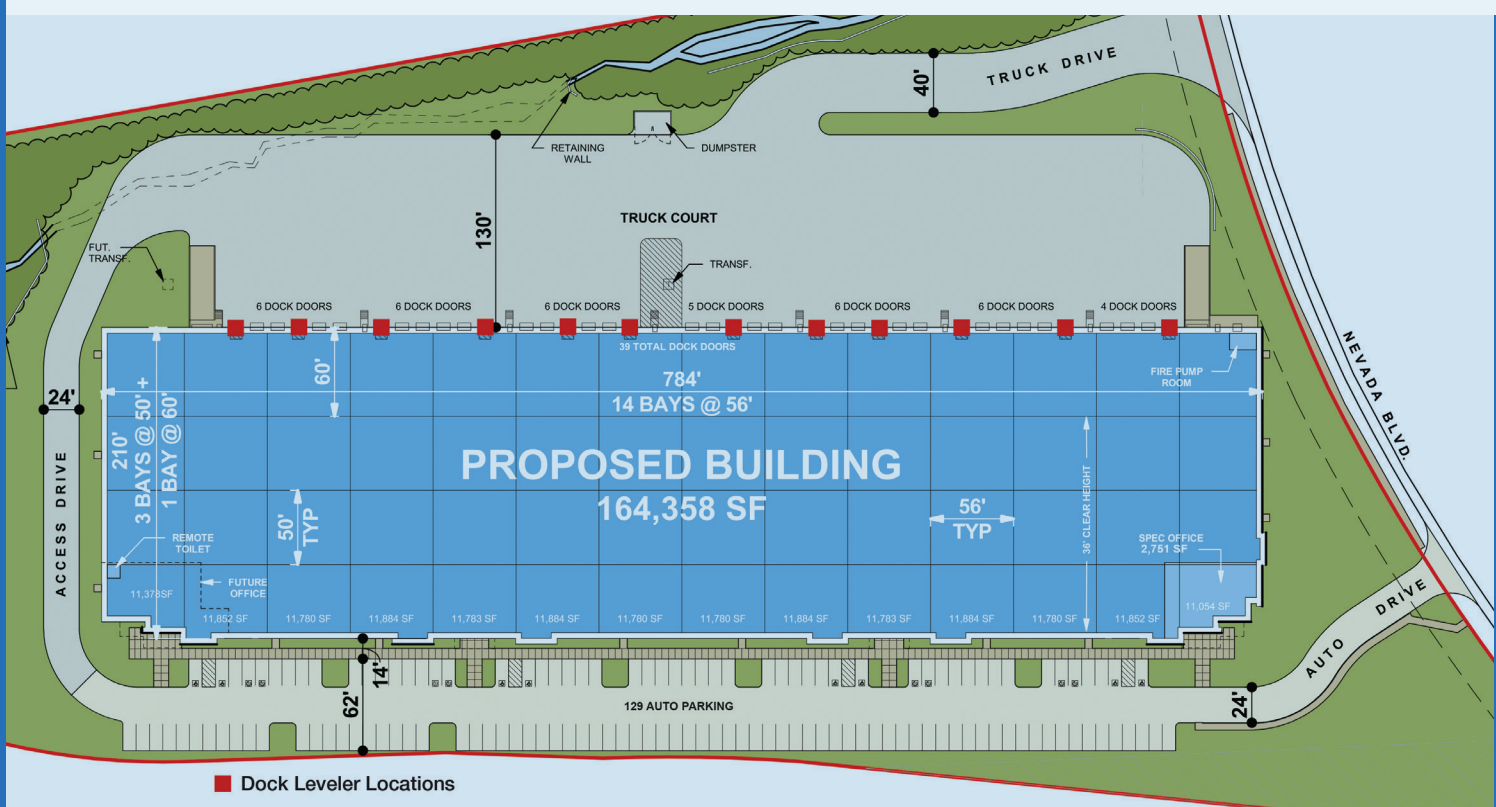 40'
TRUCK DRIVE
RETAINING
WALL
DUMPSTER
130'
TRUCK COURT
FUT.
TRANSF.
TRANSF.
6 DOCK DOORS
6 DOCK DOORS
6 DOCK DOORS
5 DOCK DOORS
6 DOCK DOORS
6 DOCK DOORS
4 DOCK DOORS
39 TOTAL DOCK DOORS
60'
784'
14 BAYS @ 56'
FIRE PUMP
ROOM
NEVADA BLVD.
24'
210'
3 BAYS @ 50' +
1 BAY @ 60'
ACCESS DRIVE
PROPOSED BUILDING
164,358 SF
50'
TYP
56'
TYP
36' CLEAR HEIGHT
REMOTE
TOILET
SPEC OFFICE
2,751 SF
FUTURE
OFFICE
11,378SF
11,852 SF
11,780 SF
11,884 SF
11,783 SF
11,884 SF
11,780 SF
11,780 SF
11,884 SF
11,783 SF
11,884 SF
11,780 SF
11,852 SF
11,054 SF
AUTO DRIVE
14'
62'
129 AUTO PARKING
24'
Dock Leveler Locations